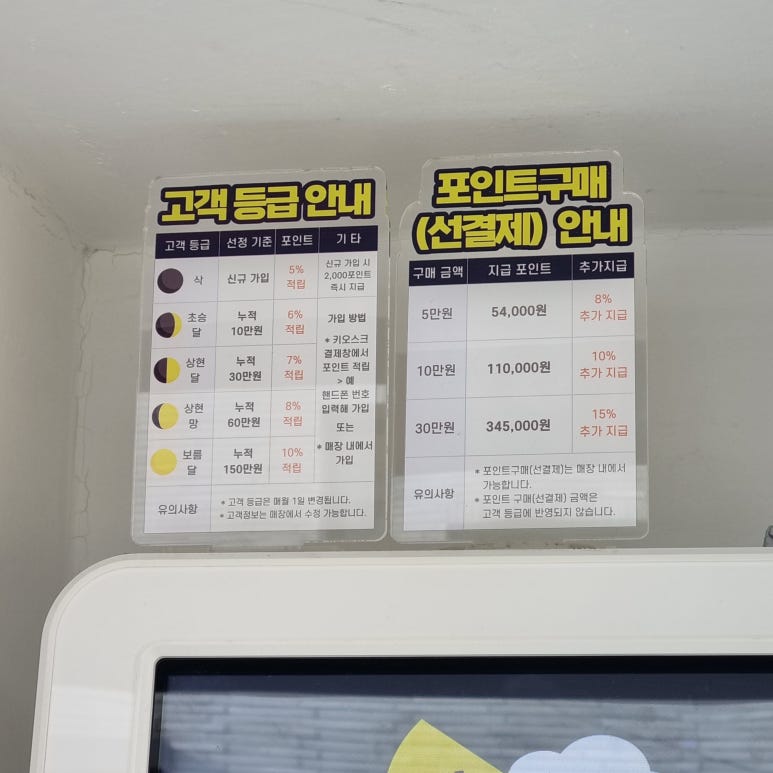 고객 등급 안내
고객 등급 선정 기준 포인트 기 타
삭 신규 가입 5% 적립
초승달 누적 10만원 6% 적립
상현달 누적 30만원 7% 적립
상현망 누적 60만원 8% 적립
보름달 누적 150만원 10% 적립
신규 가입 시
2,000포인트
즉시 지급
가입 방법
* 키오스크
결제창에서
포인트 적립
> 예
핸드폰 번호
입력해 가입
또는
* 매장 내에서
가입
유의사항
* 고객 등급은 매월 1일 변경됩니다.
* 고객정보는 매장에서 수정 가능합니다.
포인트구매
(선결제) 안내
구매 금액 지급 포인트 추가지급
5만원 54,000원 8% 추가 지급
10만원 110,000원 10% 추가 지급
30만원 345,000원 15% 추가 지급
유의사항
* 포인트구매(선결제)는 매장 내에서
가능합니다.
* 포인트 구매(선결제) 금액은
고객 등급에 반영되지 않습니다.